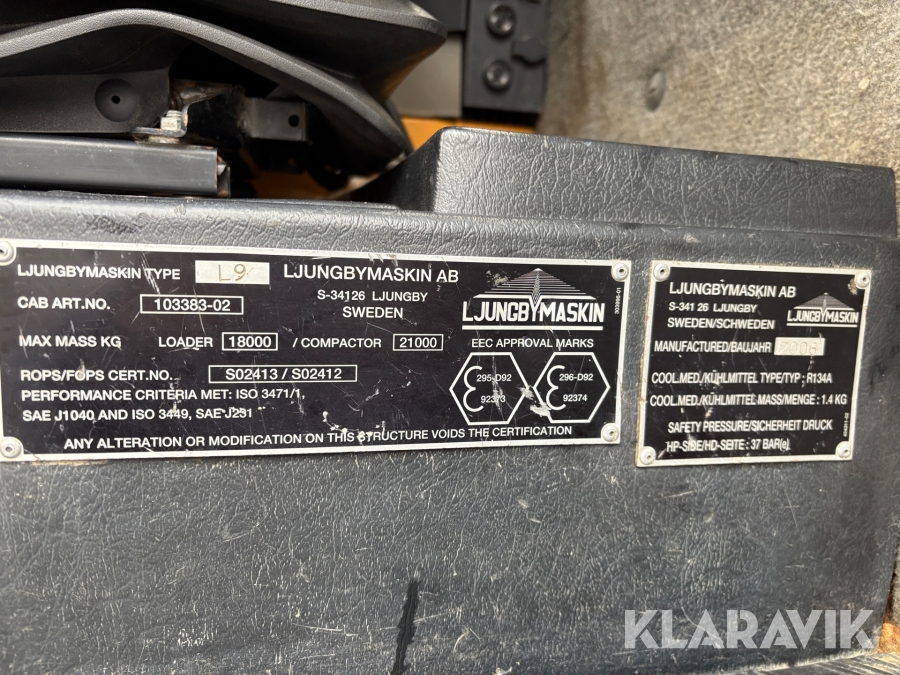 LJUNGBYMASKIN TYPE L9 LJUNGBYMASKIN AB
S-34126 LJUNGBY
SWEDEN
CAB ART.NO. 103383-02
MAX MASS KG LOADER 18000 / COMPACTOR 21000
ROPS/FOPS CERT.NO. S02413 / S02412
PERFORMANCE CRITERIA MET: ISO 3471/1,
SAE J1040 AND ISO 3449, SAE J231
ANY ALTERATION OR MODIFICATION ON THIS STRUCTURE VOIDS THE CERTIFICATION
LJUNGBYMASKIN
EEC APPROVAL MARKS
295-D92
92373
296-D92
92374
LJUNGBYMASKIN AB
S-341 26 LJUNGBY
SWEDEN/SCHWEDEN
LJUNGBYMASKIN
MANUFACTURED/BAUJAHR 2006
COOL.MED./KÜHLMITTEL TYPE/TYP ; R134A
COOL.MED./KÜHLMITTEL MASS/MENGE : 1.4 KG
SAFETY PRESSURE/SICHERHEIT DRUCK
HP-SIDE/HD-SEITE : 37 BAR(e)
KLARAVIK